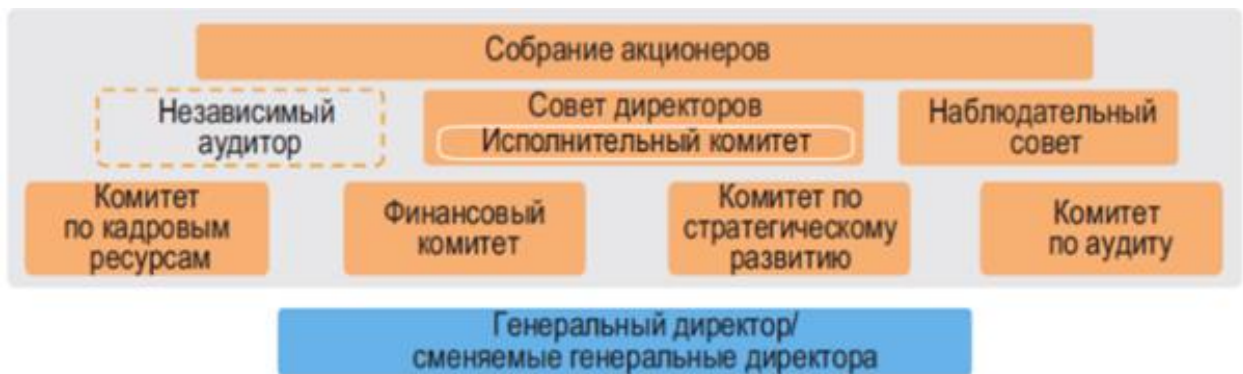 Собрание акционеров
Независимый
аудитор
Совет директоров
Исполнительный комитет
Наблюдательный
совет
Комитет
по кадровым
ресурсам
Финансовый
комитет
Комитет по
стратегическому
развитию
Комитет
по аудиту
Генеральный директор/
сменяемые генеральные директора